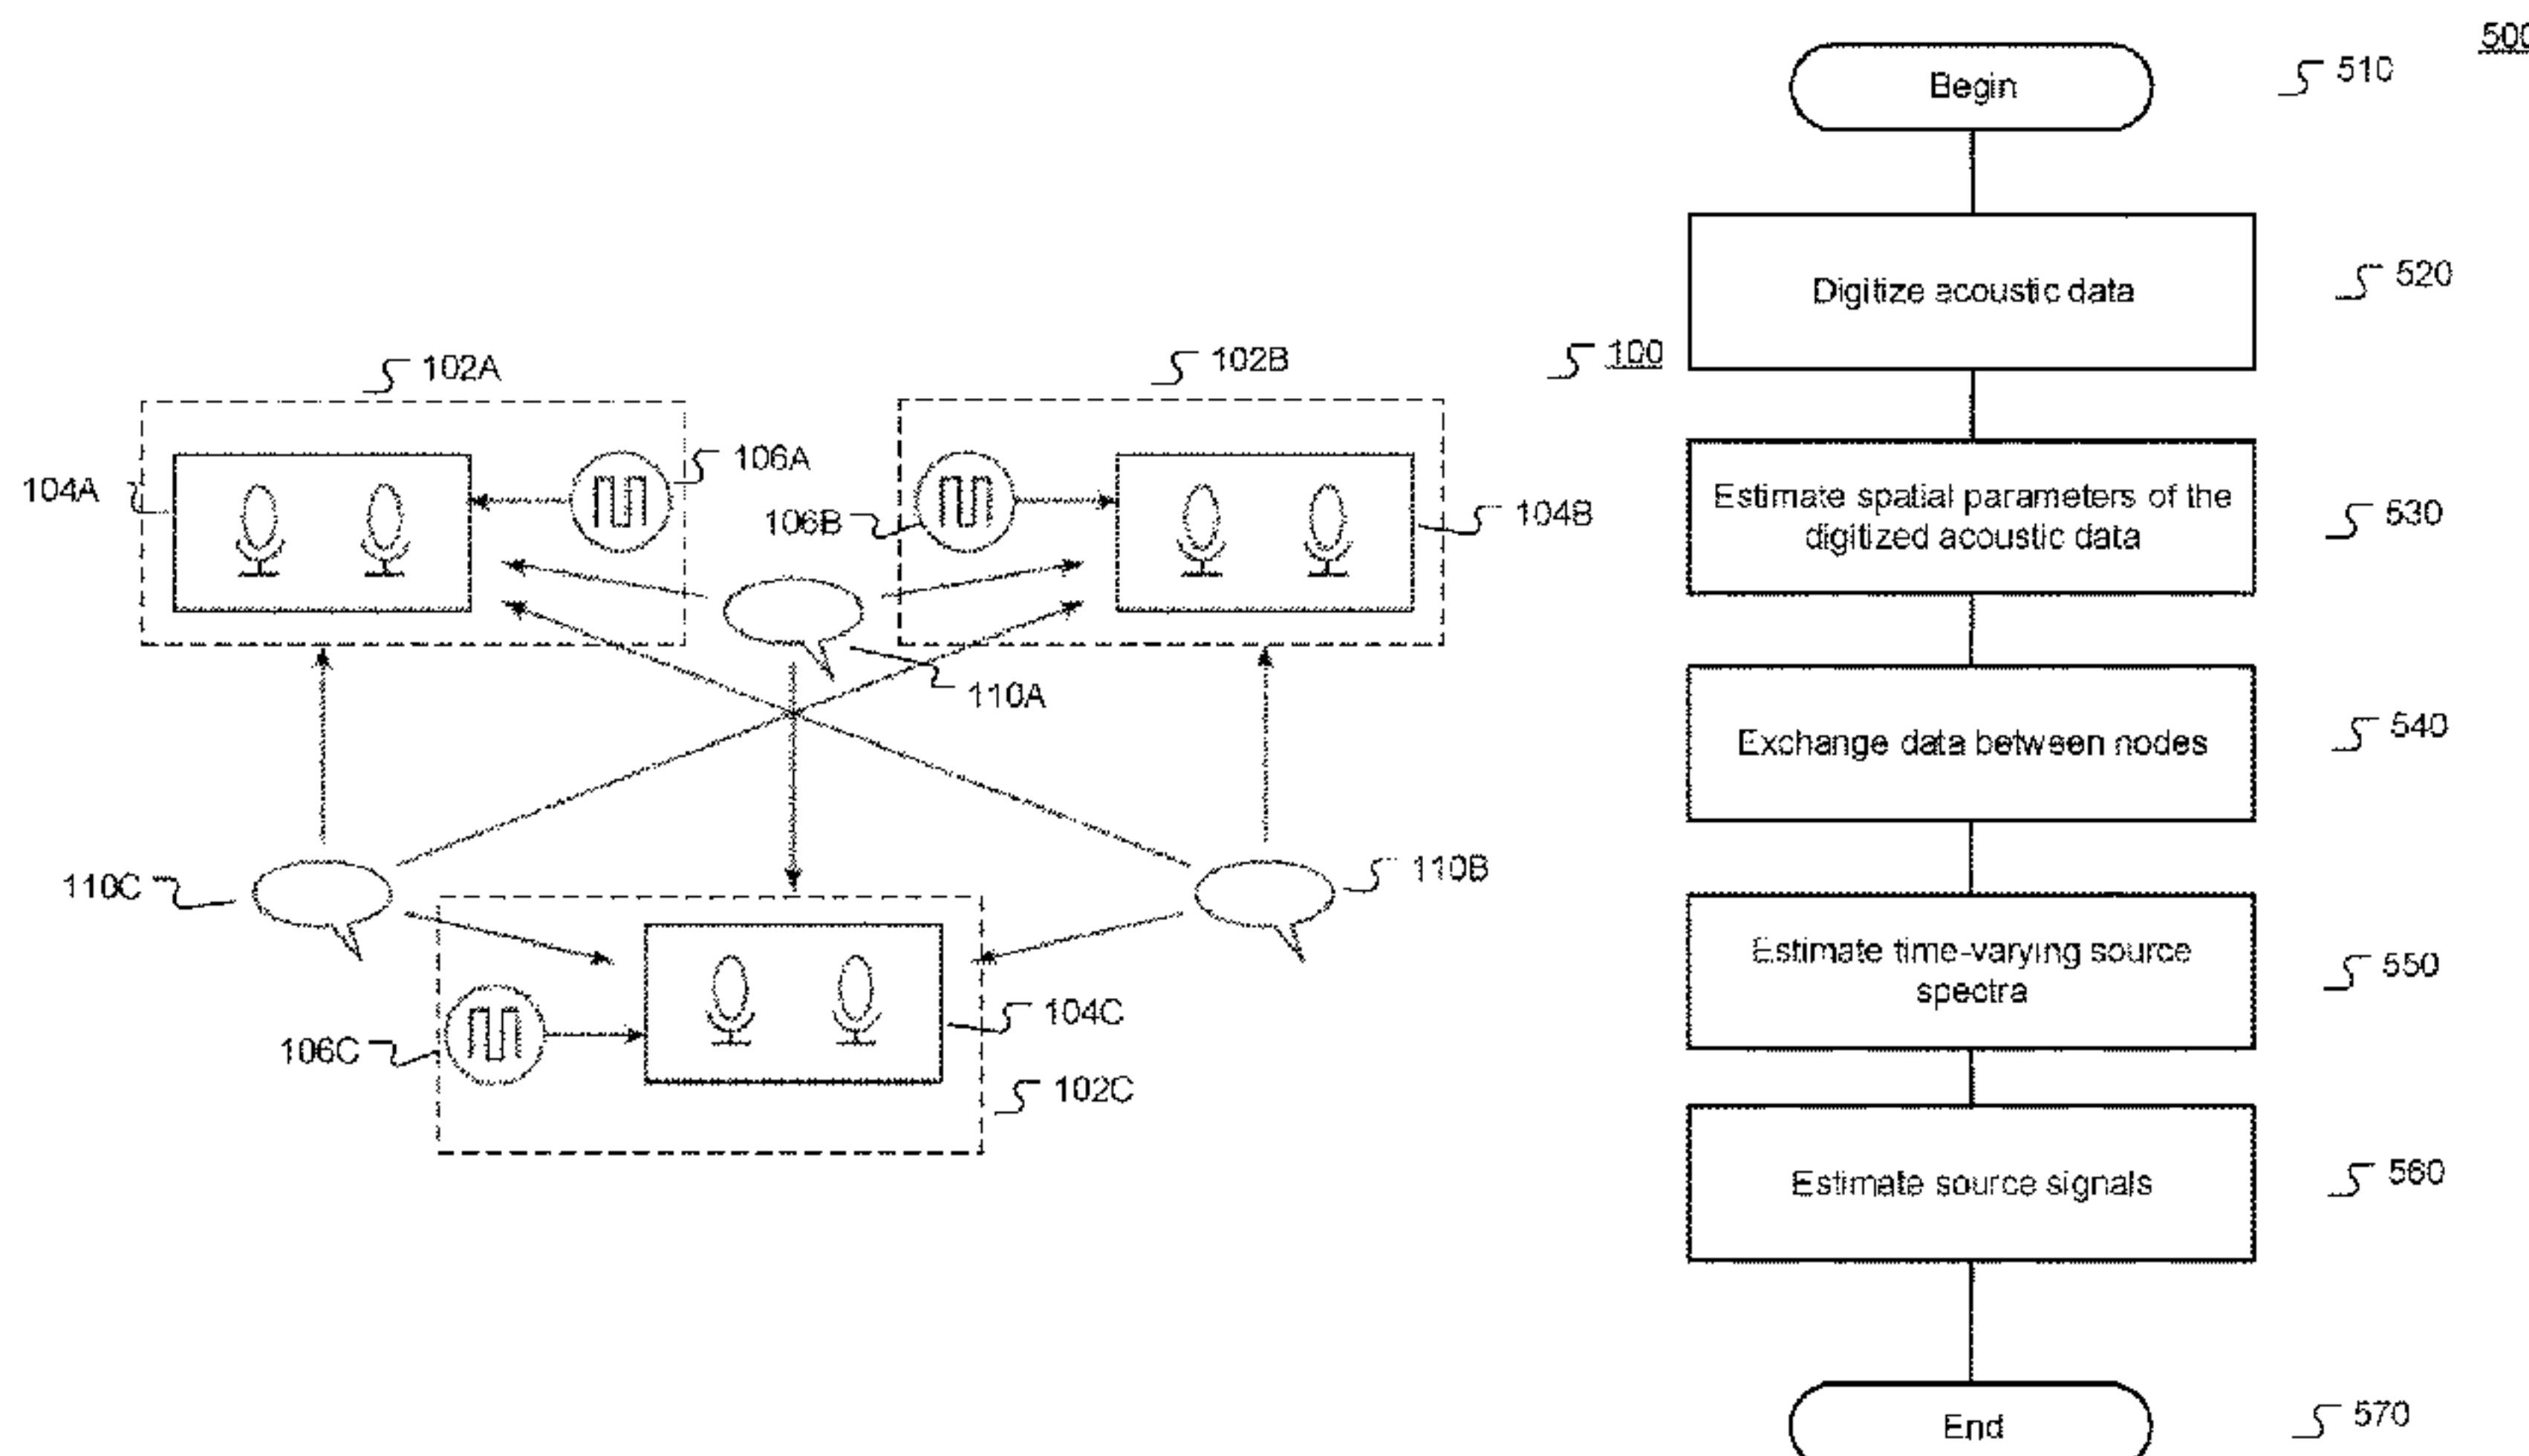 102A
102B
100
104A
106A
106B
104B
110A
110C
110B
106C
104C
102C
500
Begin
510
Digitize acoustic data
520
Estimate spatial parameters of the
digitized acoustic data
530
Exchange data between nodes
540
Estimate time-varying source
spectra
550
Estimate source signals
560
End
570